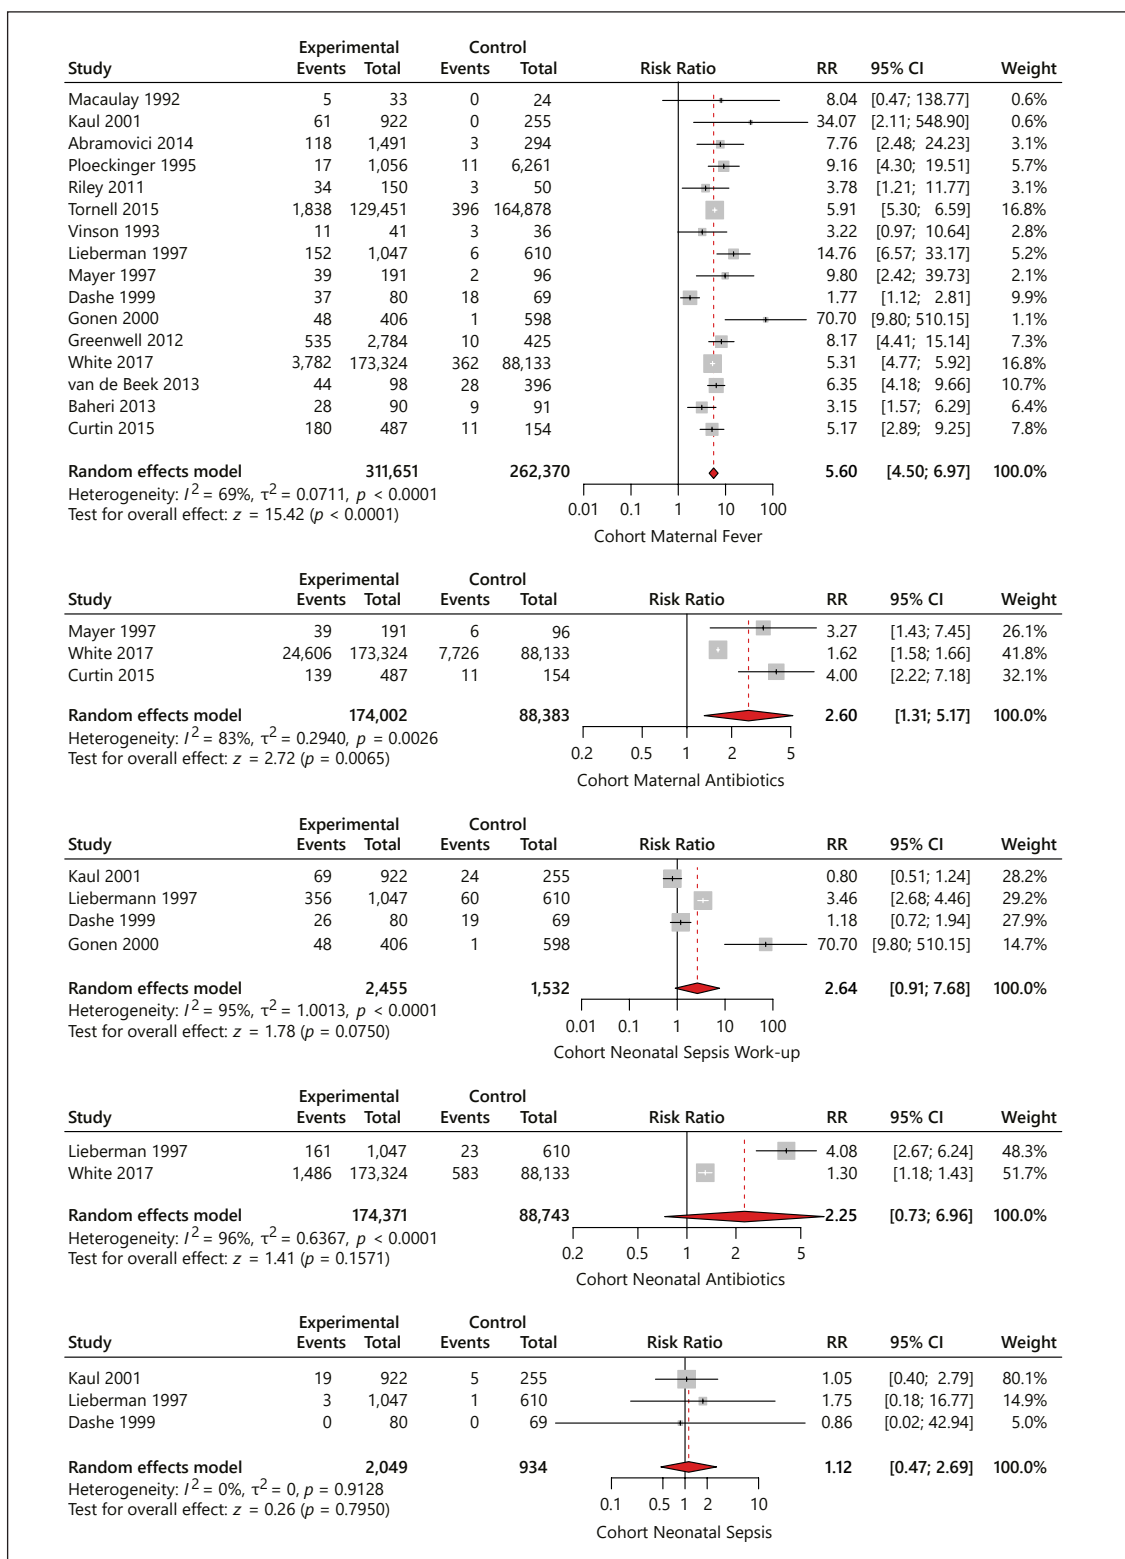 Experimental Control
Study Events Total Events Total Risk Ratio RR 95% CI Weight
Macaulay 1992 5 33 0 24 8.04 [0.47; 138.77] 0.6%
Kaul 2001 61 922 0 255 34.07 [2.11; 548.90] 0.6%
Abramovici 2014 118 1,491 3 294 7.76 [2.48; 24.23] 3.1%
Ploeckinger 1995 17 1,056 11 6,261 9.16 [4.30; 19.51] 5.7%
Riley 2011 34 150 3 50 3.78 [1.21; 11.77] 3.1%
Tornell 2015 1,838 129,451 396 164,878 5.91 [5.30; 6.59] 16.8%
Vinson 1993 11 41 3 36 3.22 [0.97; 10.64] 2.8%
Lieberman 1997 152 1,047 6 610 14.76 [6.57; 33.17] 5.2%
Mayer 1997 39 191 2 96 9.80 [2.42; 39.73] 2.1%
Dashe 1999 37 80 18 69 1.77 [1.12; 2.81] 9.9%
Gonen 2000 48 406 1 598 70.70 [9.80; 510.15] 1.1%
Greenwell 2012 535 2,784 10 425 8.17 [4.41; 15.14] 7.3%
White 2017 3,782 173,324 362 88,133 5.31 [4.77; 5.92] 16.8%
van de Beek 2013 44 98 28 396 6.35 [4.18; 9.66] 10.7%
Baheri 2013 28 90 9 91 3.15 [1.57; 6.29] 6.4%
Curtin 2015 180 487 11 154 5.17 [2.89; 9.25] 7.8%
Random effects model 311,651 262,370 5.60 [4.50; 6.97] 100.0%
Heterogeneity: I² = 69%, τ² = 0.0711, p < 0.0001
Test for overall effect: z = 15.42 (p < 0.0001)
0.01 0.1 1 10 100
Cohort Maternal Fever
Experimental Control
Study Events Total Events Total Risk Ratio RR 95% CI Weight
Mayer 1997 39 191 6 96 3.27 [1.43; 7.45] 26.1%
White 2017 24,606 173,324 7,726 88,133 1.62 [1.58; 1.66] 41.8%
Curtin 2015 139 487 11 154 4.00 [2.22; 7.18] 32.1%
Random effects model 174,002 88,383 2.60 [1.31; 5.17] 100.0%
Heterogeneity: I² = 83%, τ² = 0.2940, p = 0.0026
Test for overall effect: z = 2.72 (p = 0.0065)
0.2 0.5 1 2 5
Cohort Maternal Antibiotics
Experimental Control
Study Events Total Events Total Risk Ratio RR 95% CI Weight
Kaul 2001 69 922 24 255 0.80 [0.51; 1.24] 28.2%
Liebermann 1997 356 1,047 60 610 3.46 [2.68; 4.46] 29.2%
Dashe 1999 26 80 19 69 1.18 [0.72; 1.94] 27.9%
Gonen 2000 48 406 1 598 70.70 [9.80; 510.15] 14.7%
Random effects model 2,455 1,532 2.64 [0.91; 7.68] 100.0%
Heterogeneity: I² = 95%, τ² = 1.0013, p < 0.0001
Test for overall effect: z = 1.78 (p = 0.0750)
0.01 0.1 1 10 100
Cohort Neonatal Sepsis Work-up
Experimental Control
Study Events Total Events Total Risk Ratio RR 95% CI Weight
Lieberman 1997 161 1,047 23 610 4.08 [2.67; 6.24] 48.3%
White 2017 1,486 173,324 583 88,133 1.30 [1.18; 1.43] 51.7%
Random effects model 174,371 88,743 2.25 [0.73; 6.96] 100.0%
Heterogeneity: I² = 96%, τ² = 0.6367, p < 0.0001
Test for overall effect: z = 1.41 (p = 0.1571)
0.2 0.5 1 2 5
Cohort Neonatal Antibiotics
Experimental Control
Study Events Total Events Total Risk Ratio RR 95% CI Weight
Kaul 2001 19 922 5 255 1.05 [0.40; 2.79] 80.1%
Lieberman 1997 3 1,047 1 610 1.75 [0.18; 16.77] 14.9%
Dashe 1999 0 80 0 69 0.86 [0.02; 42.94] 5.0%
Random effects model 2,049 934 1.12 [0.47; 2.69] 100.0%
Heterogeneity: I² = 0%, τ² = 0, p = 0.9128
Test for overall effect: z = 0.26 (p = 0.7950)
0.1 0.5 1 2 10
Cohort Neonatal Sepsis